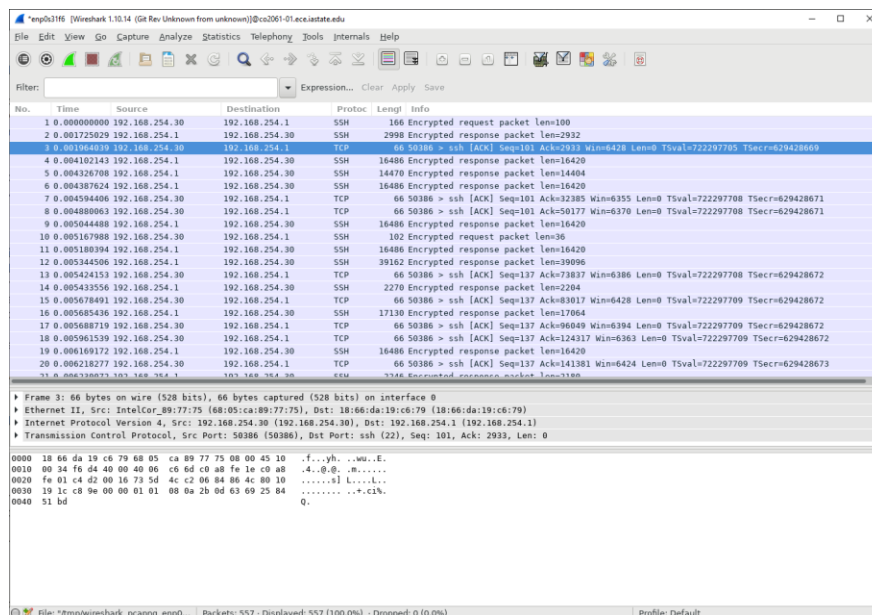 *enp0s31f6 [Wireshark 1.10.14 (Git Rev Unknown from unknown)]@co2061-01.ece.iastate.edu
File Edit View Go Capture Analyze Statistics Telephony Tools Internals Help
Filter: Expression... Clear Apply Save
No. Time Source Destination Protoc Lengt Info
1 0.000000000 192.168.254.30 192.168.254.1 SSH 166 Encrypted request packet len=100
2 0.001725029 192.168.254.1 192.168.254.30 SSH 2998 Encrypted response packet len=2932
3 0.001964039 192.168.254.30 192.168.254.1 TCP 66 50386 > ssh [ACK] Seq=101 Ack=2933 Win=6428 Len=0 TSval=722297705 TSecr=629428669
4 0.004102143 192.168.254.1 192.168.254.30 SSH 16486 Encrypted response packet len=16420
5 0.004326708 192.168.254.1 192.168.254.30 SSH 14470 Encrypted response packet len=14404
6 0.004387624 192.168.254.1 192.168.254.30 SSH 16486 Encrypted response packet len=16420
7 0.004594406 192.168.254.30 192.168.254.1 TCP 66 50386 > ssh [ACK] Seq=101 Ack=32385 Win=6355 Len=0 TSval=722297708 TSecr=629428671
8 0.004880063 192.168.254.30 192.168.254.1 TCP 66 50386 > ssh [ACK] Seq=101 Ack=50177 Win=6370 Len=0 TSval=722297708 TSecr=629428671
9 0.005044488 192.168.254.1 192.168.254.30 SSH 16486 Encrypted response packet len=16420
10 0.005167988 192.168.254.30 192.168.254.1 SSH 102 Encrypted request packet len=36
11 0.005180394 192.168.254.1 192.168.254.30 SSH 16486 Encrypted response packet len=16420
12 0.005344506 192.168.254.1 192.168.254.30 SSH 39162 Encrypted response packet len=39096
13 0.005424153 192.168.254.30 192.168.254.1 TCP 66 50386 > ssh [ACK] Seq=137 Ack=73837 Win=6386 Len=0 TSval=722297708 TSecr=629428672
14 0.005433556 192.168.254.1 192.168.254.30 SSH 2270 Encrypted response packet len=2204
15 0.005678491 192.168.254.30 192.168.254.1 TCP 66 50386 > ssh [ACK] Seq=137 Ack=83017 Win=6428 Len=0 TSval=722297709 TSecr=629428672
16 0.005685436 192.168.254.1 192.168.254.30 SSH 17130 Encrypted response packet len=17064
17 0.005688719 192.168.254.30 192.168.254.1 TCP 66 50386 > ssh [ACK] Seq=137 Ack=96049 Win=6394 Len=0 TSval=722297709 TSecr=629428672
18 0.005961539 192.168.254.30 192.168.254.1 TCP 66 50386 > ssh [ACK] Seq=137 Ack=124317 Win=6363 Len=0 TSval=722297709 TSecr=629428672
19 0.006169172 192.168.254.1 192.168.254.30 SSH 16486 Encrypted response packet len=16420
20 0.006218277 192.168.254.30 192.168.254.1 TCP 66 50386 > ssh [ACK] Seq=137 Ack=141381 Win=6424 Len=0 TSval=722297709 TSecr=629428673
Frame 3: 66 bytes on wire (528 bits), 66 bytes captured (528 bits) on interface 0
Ethernet II, Src: IntelCor_89:77:75 (68:05:ca:89:77:75), Dst: 18:66:da:19:c6:79 (18:66:da:19:c6:79)
Internet Protocol Version 4, Src: 192.168.254.30 (192.168.254.30), Dst: 192.168.254.1 (192.168.254.1)
Transmission Control Protocol, Src Port: 50386 (50386), Dst Port: ssh (22), Seq: 101, Ack: 2933, Len: 0
0000 18 66 da 19 c6 79 68 05 ca 89 77 75 08 00 45 10 .f...yh. ..wu..E.
0010 00 34 f6 d4 40 00 40 06 c6 6d c0 a8 fe 1e c0 a8 .4..@.@. .m......
0020 fe 01 c4 d2 00 16 73 5d 4c c2 06 84 86 4c 80 10 ......s] L....L..
0030 19 1c c8 9e 00 00 01 01 08 0a 2b 0d 63 69 25 84 ........ ..+.ci%.
0040 51 bd Q.
Packets: 557 · Displayed: 557 (100.0%) · Dropped: 0 (0.0%) Profile: Default